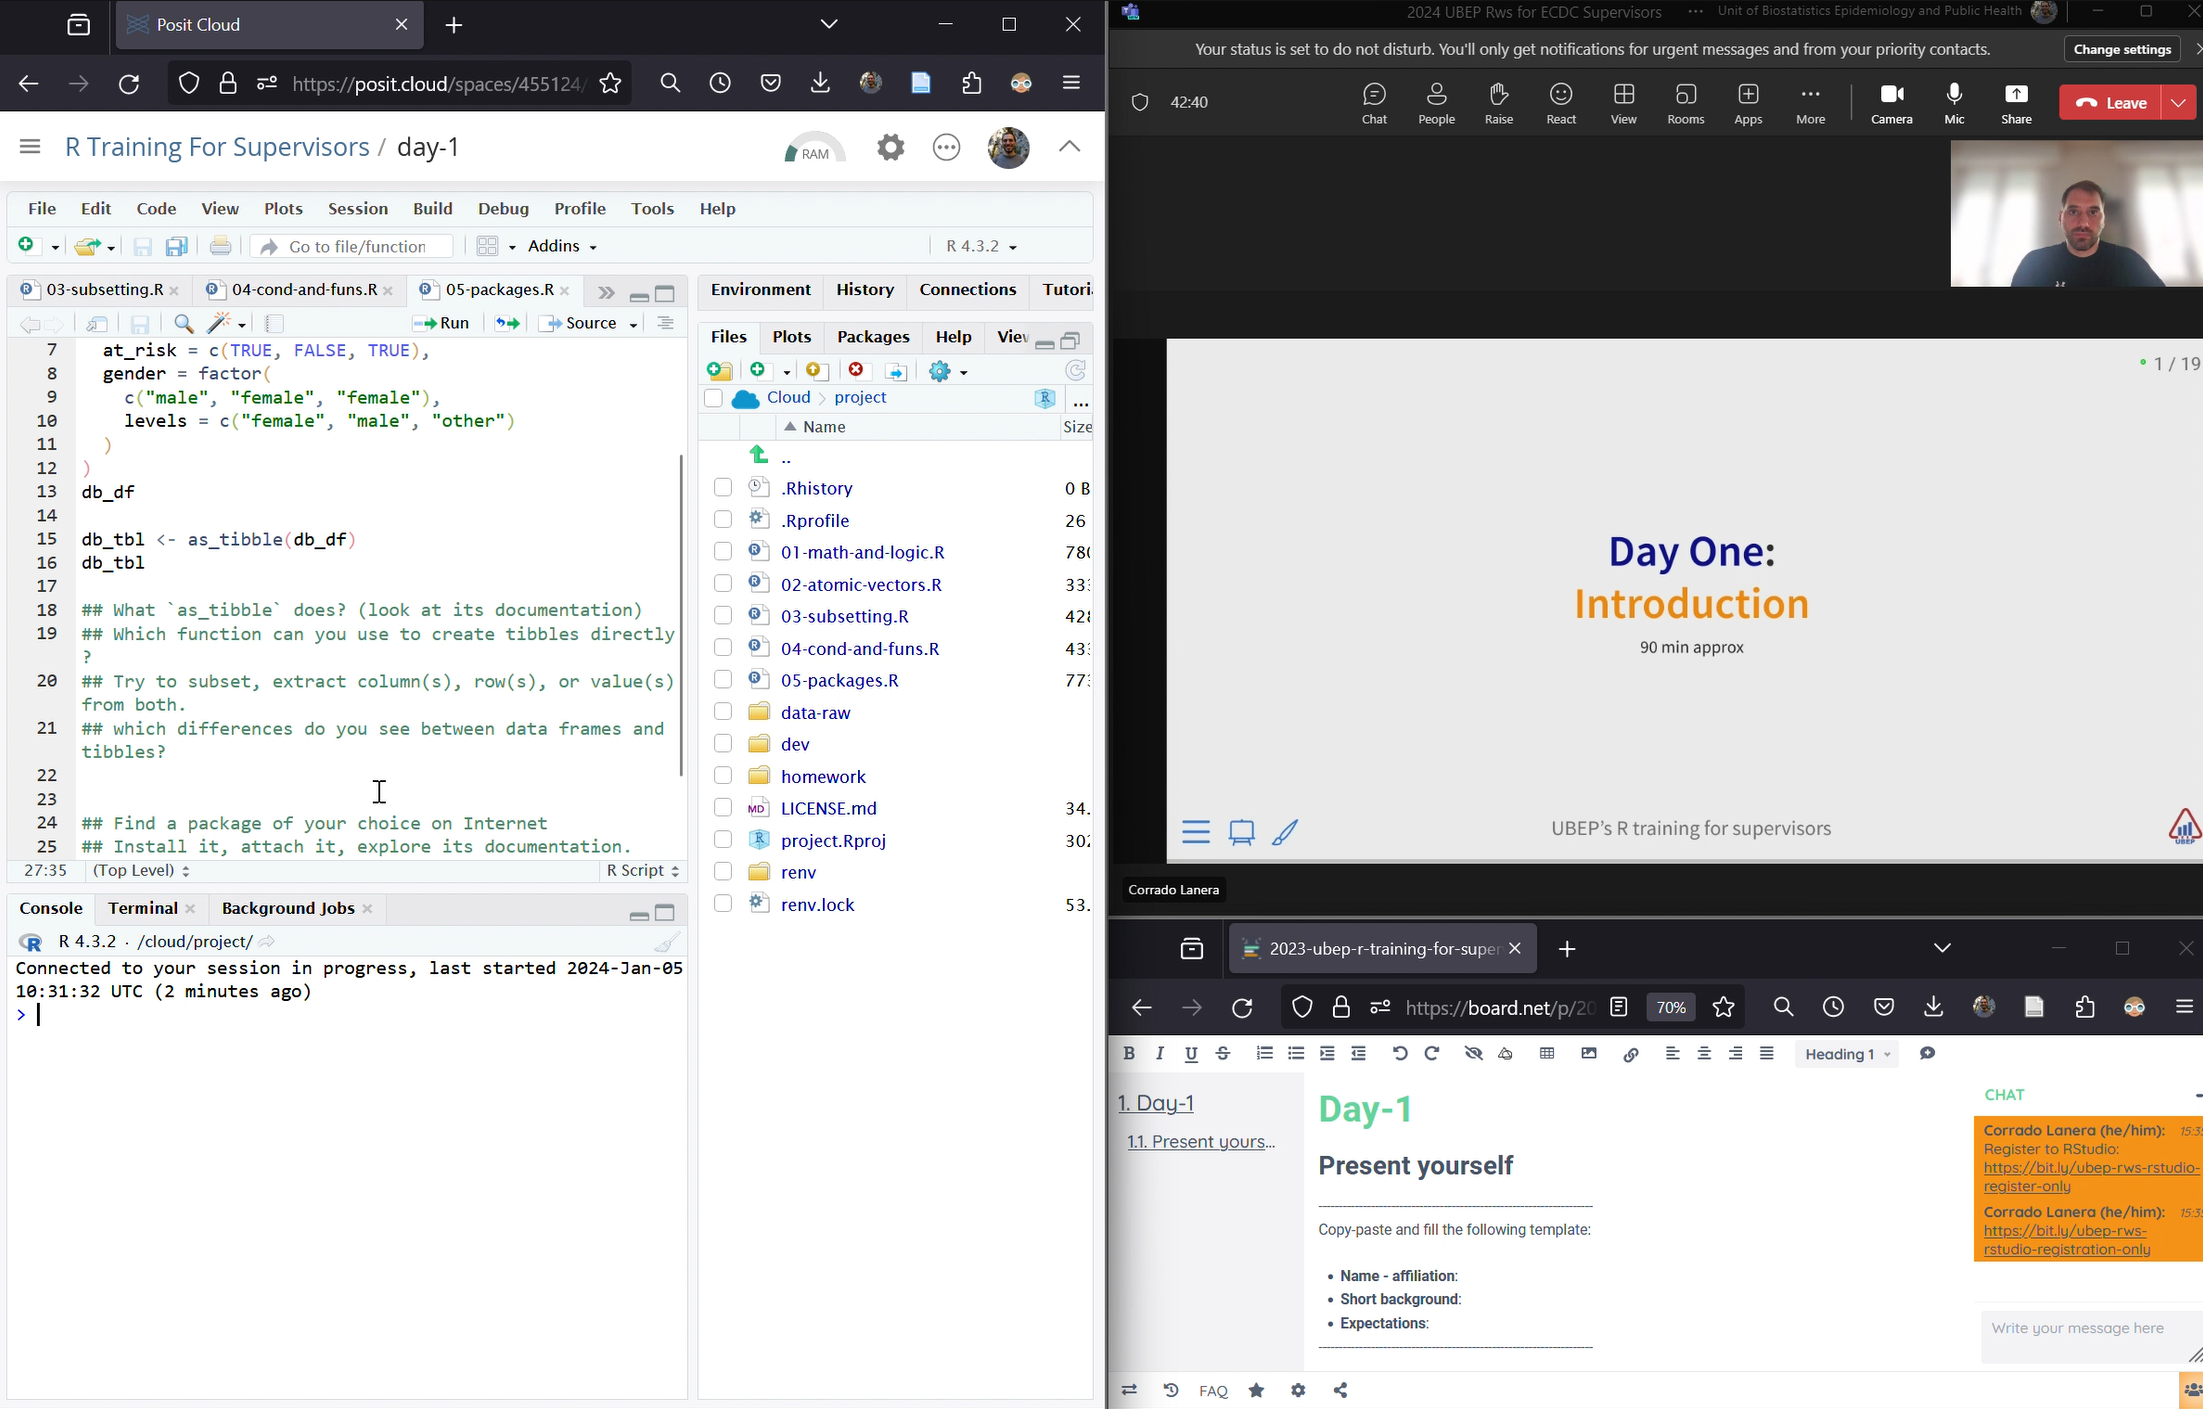 Posit Cloud
https://posit.cloud/spaces/455124/
R Training For Supervisors / day-1
RAM
File Edit Code View Plots Session Build Debug Profile Tools Help
Go to file/function
Addins
R 4.3.2
03-subsetting.R
04-cond-and-funs.R
05-packages.R
Run
Source
7 at_risk = c(TRUE, FALSE, TRUE),
8 gender = factor(
9 c("male", "female", "female"),
10 levels = c("female", "male", "other")
11 )
12 )
13 db_df
14
15 db_tbl <- as_tibble(db_df)
16 db_tbl
17
18 ## What `as_tibble` does? (look at its documentation)
19 ## Which function can you use to create tibbles directly
?
20 ## Try to subset, extract column(s), row(s), or value(s)
from both.
21 ## which differences do you see between data frames and
tibbles?
22
23
24 ## Find a package of your choice on Internet
25 ## Install it, attach it, explore its documentation.
27:35 (Top Level) R Script
Console Terminal Background Jobs
R 4.3.2 · /cloud/project/
Connected to your session in progress, last started 2024-Jan-05
10:31:32 UTC (2 minutes ago)
>
Environment History Connections Tutori
Files Plots Packages Help View
Cloud project
...
Name Size
..
.Rhistory 0 B
.Rprofile 26
01-math-and-logic.R 780
02-atomic-vectors.R 333
03-subsetting.R 428
04-cond-and-funs.R 433
05-packages.R 773
data-raw
dev
homework
LICENSE.md 34.
project.Rproj 302
renv
renv.lock 53.
2024 UBEP Rws for ECDC Supervisors
Unit of Biostatistics Epidemiology and Public Health
Your status is set to do not disturb. You'll only get notifications for urgent messages and from your priority contacts.
Change settings
42:40
Chat People Raise React View Rooms Apps More Camera Mic Share Leave
1 / 19
Day One:
Introduction
90 min approx
UBEP's R training for supervisors
UBEP
Corrado Lanera
2023-ubep-r-training-for-super
https://board.net/p/20
70%
B I U S
Heading 1
1. Day-1
1.1. Present yours...
Day-1
Present yourself
Copy-paste and fill the following template:
• Name - affiliation:
• Short background:
• Expectations:
CHAT
Corrado Lanera (he/him): 15:3
Register to RStudio:
https://bit.ly/ubep-rws-rstudio-
register-only
Corrado Lanera (he/him): 15:3
https://bit.ly/ubep-rws-
rstudio-registration-only
Write your message here
FAQ